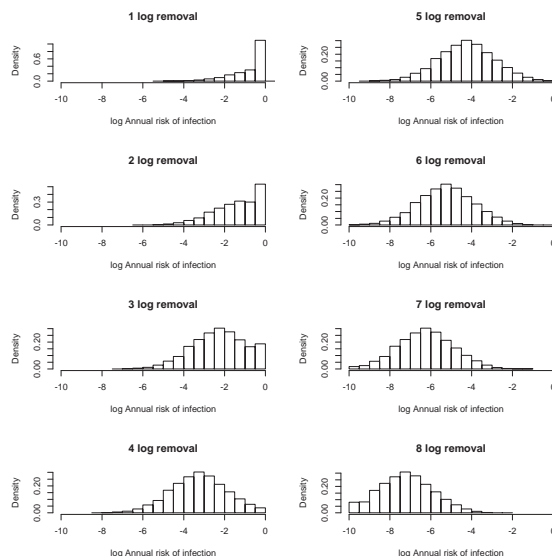 1 log removal
Density
0.0
0.6
-10
-8
-6
-4
-2
0
log Annual risk of infection
5 log removal
Density
0.00
0.20
-10
-8
-6
-4
-2
0
log Annual risk of infection
2 log removal
Density
0.0
0.3
-10
-8
-6
-4
-2
0
log Annual risk of infection
6 log removal
Density
0.00
0.20
-10
-8
-6
-4
-2
0
log Annual risk of infection
3 log removal
Density
0.00
0.20
-10
-8
-6
-4
-2
0
log Annual risk of infection
7 log removal
Density
0.00
0.20
-10
-8
-6
-4
-2
0
log Annual risk of infection
4 log removal
Density
0.00
0.20
-10
-8
-6
-4
-2
0
log Annual risk of infection
8 log removal
Density
0.00
0.20
-10
-8
-6
-4
-2
0
log Annual risk of infection